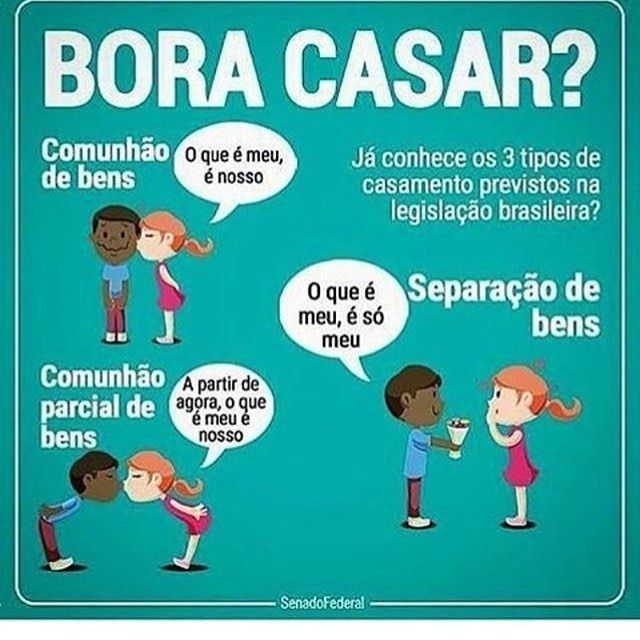 BORA CASAR?
Comunhão
de bens
O que é meu,
é nosso
Já conhece os 3 tipos de
casamento previstos na
legislação brasileira?
O que é
meu, é só
meu
Separação de
bens
Comunhão
parcial de
bens
A partir de
agora, o que
é meu é
nosso
SenadoFederal